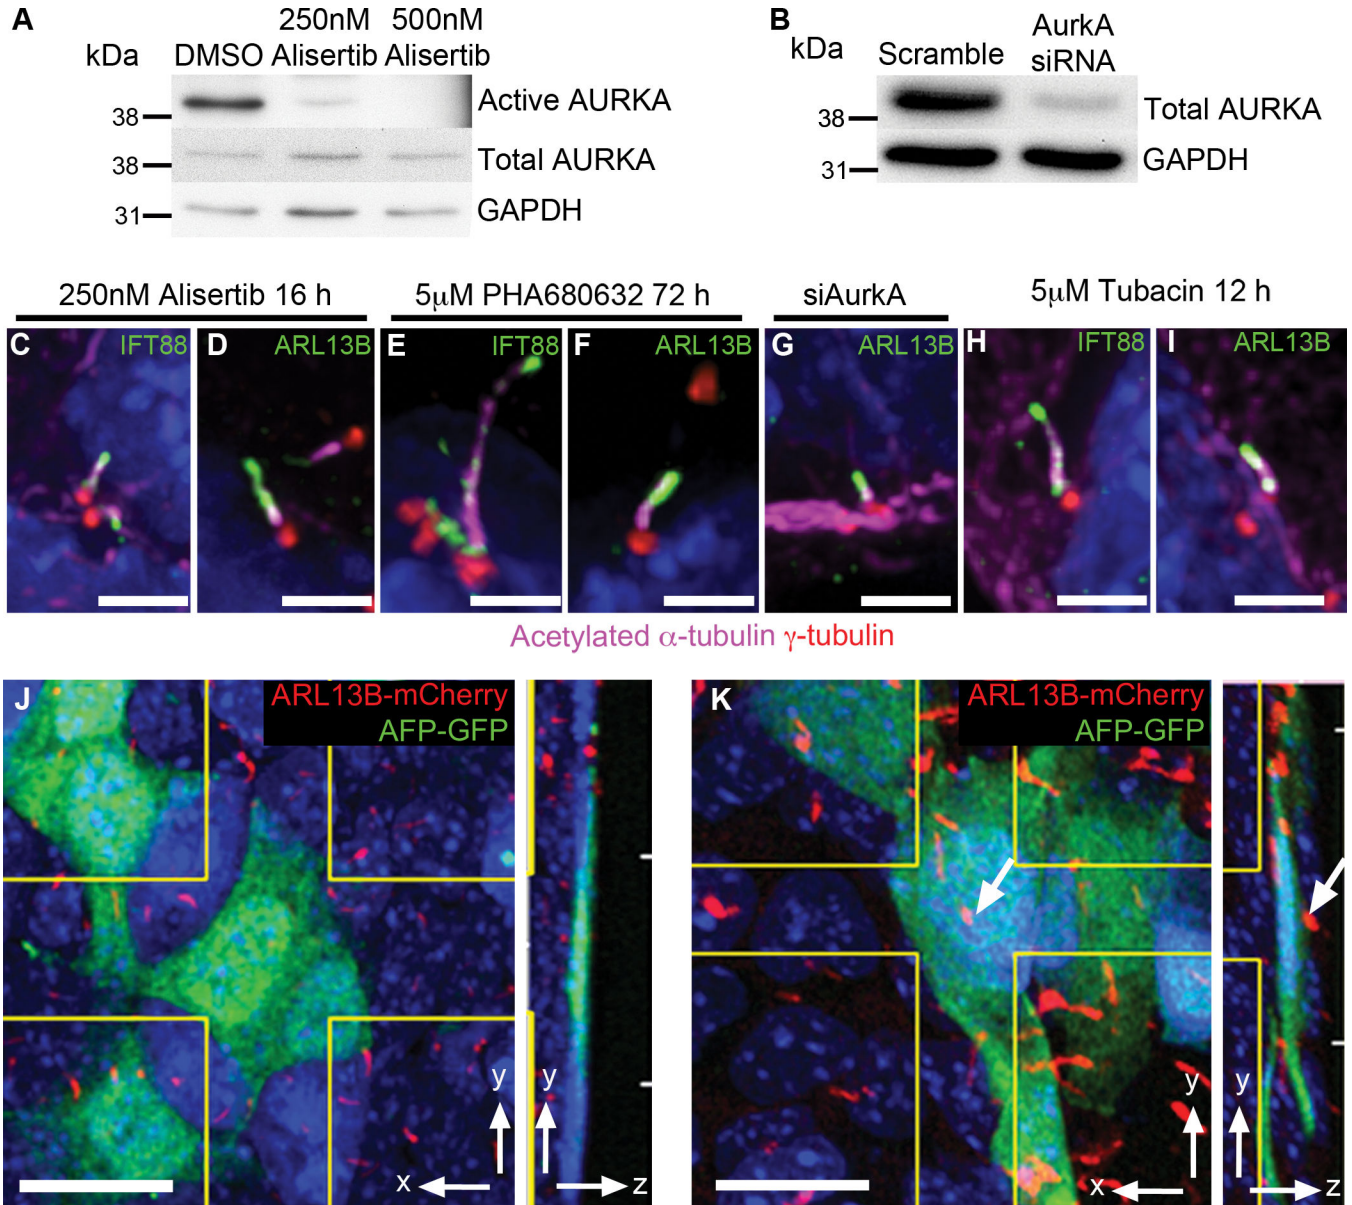 A
kDa
DMSO
250nM
Alisertib
500nM
Alisertib
38
Active AURKA
38
Total AURKA
31
GAPDH
B
kDa
Scramble
AurkA
siRNA
38
Total AURKA
31
GAPDH
250nM Alisertib 16 h
5μM PHA680632 72 h
siAurkA
5μM Tubacin 12 h
C
IFT88
D
ARL13B
E
IFT88
F
ARL13B
G
ARL13B
H
IFT88
I
ARL13B
Acetylated α-tubulin γ-tubulin
J
ARL13B-mCherry
AFP-GFP
y
y
x
z
K
ARL13B-mCherry
AFP-GFP
y
y
x
z